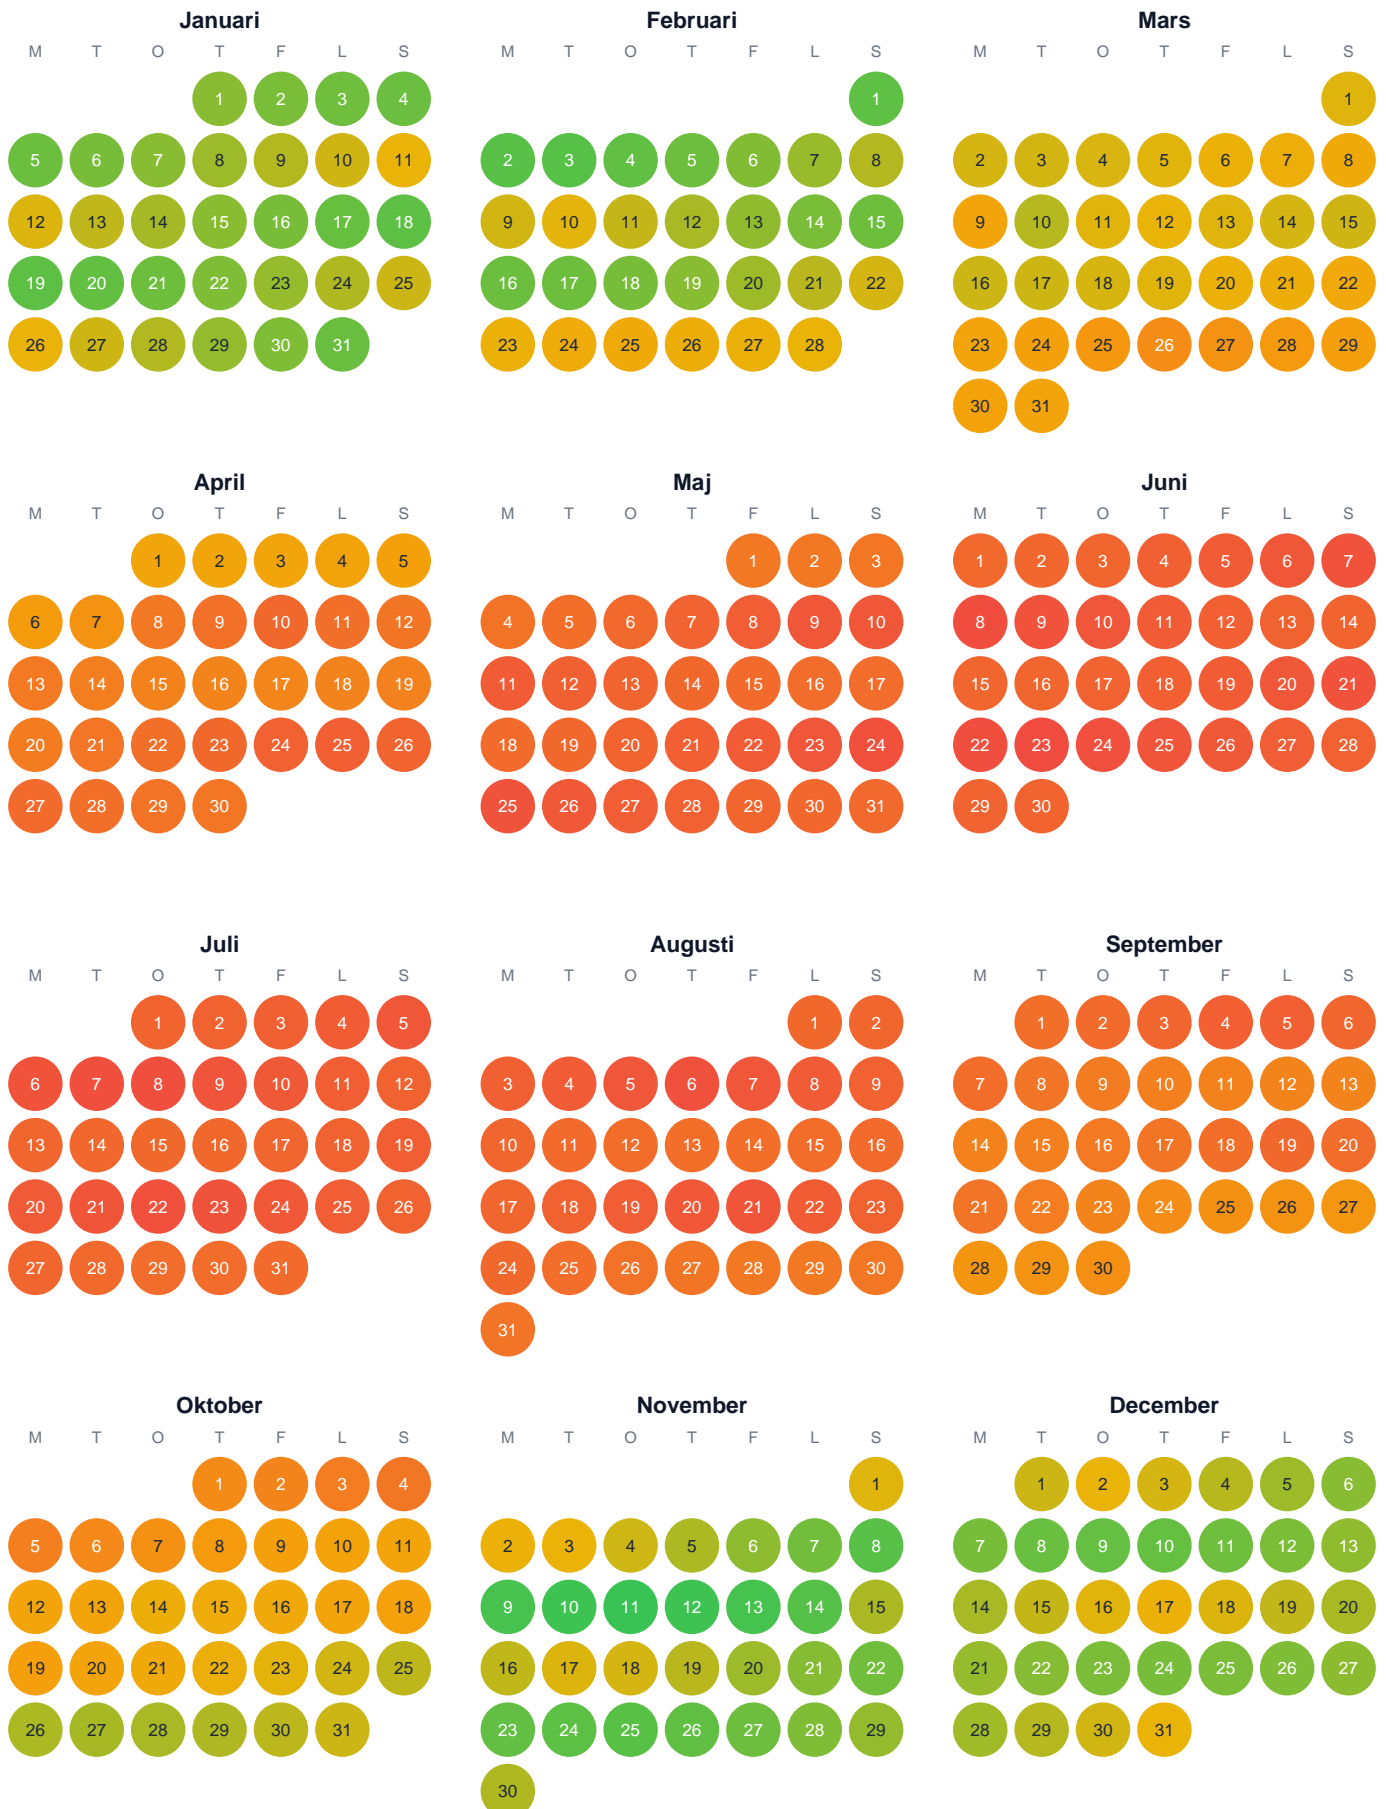 Januari Februari Mars
M T O T F L S M T O T F L S M T O T F L S
1 2 3 4 1 1
5 6 7 8 9 10 11 2 3 4 5 6 7 8 2 3 4 5 6 7 8
12 13 14 15 16 17 18 9 10 11 12 13 14 15 9 10 11 12 13 14 15
19 20 21 22 23 24 25 16 17 18 19 20 21 22 16 17 18 19 20 21 22
26 27 28 29 30 31 23 24 25 26 27 28 23 24 25 26 27 28 29
30 31
April Maj Juni
M T O T F L S M T O T F L S M T O T F L S
1 2 3 4 5 1 2 3 1 2 3 4 5 6 7
6 7 8 9 10 11 12 4 5 6 7 8 9 10 8 9 10 11 12 13 14
13 14 15 16 17 18 19 11 12 13 14 15 16 17 15 16 17 18 19 20 21
20 21 22 23 24 25 26 18 19 20 21 22 23 24 22 23 24 25 26 27 28
27 28 29 30 25 26 27 28 29 30 31 29 30
Juli Augusti September
M T O T F L S M T O T F L S M T O T F L S
1 2 3 4 5 1 2 1 2 3 4 5 6
6 7 8 9 10 11 12 3 4 5 6 7 8 9 7 8 9 10 11 12 13
13 14 15 16 17 18 19 10 11 12 13 14 15 16 14 15 16 17 18 19 20
20 21 22 23 24 25 26 17 18 19 20 21 22 23 21 22 23 24 25 26 27
27 28 29 30 31 24 25 26 27 28 29 30 28 29 30
31
Oktober November December
M T O T F L S M T O T F L S M T O T F L S
1 2 3 4 1 1 2 3 4 5 6
5 6 7 8 9 10 11 2 3 4 5 6 7 8 7 8 9 10 11 12 13
12 13 14 15 16 17 18 9 10 11 12 13 14 15 14 15 16 17 18 19 20
19 20 21 22 23 24 25 16 17 18 19 20 21 22 21 22 23 24 25 26 27
26 27 28 29 30 31 23 24 25 26 27 28 29 28 29 30 31
30